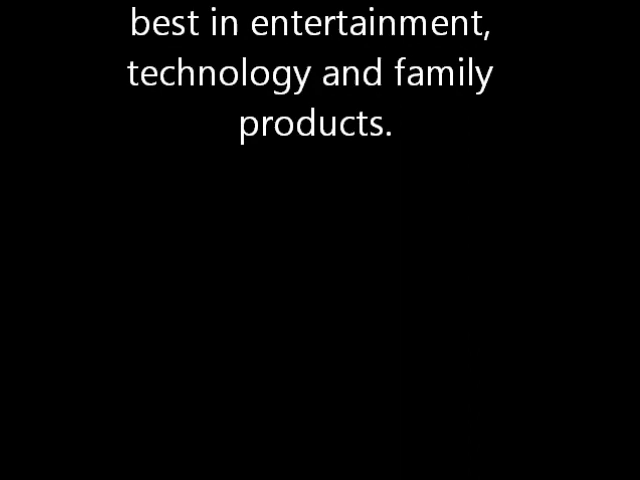 best in entertainment,
technology and family
products.